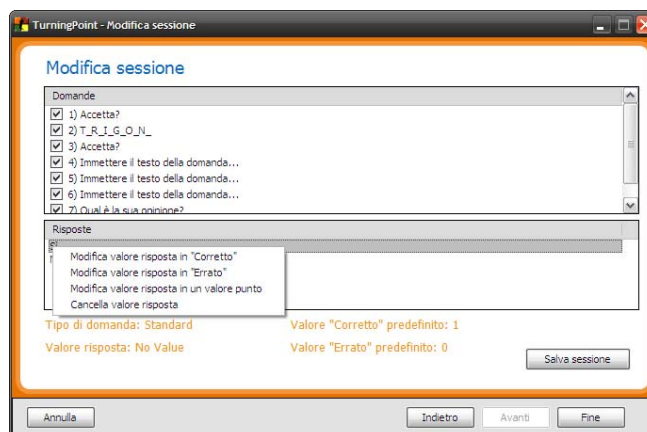 TurningPoint - Modifica sessione
Modifica sessione
Domande
1) Accetta?
2) T_R_I_G_O_N_
3) Accetta?
4) Immettere il testo della domanda...
5) Immettere il testo della domanda...
6) Immettere il testo della domanda...
7) Qual è la sua opinione?
Risposte
Modifica valore risposta in "Corretto"
Modifica valore risposta in "Errato"
Modifica valore risposta in un valore punto
Cancella valore risposta
Tipo di domanda: Standard
Valore "Corretto" predefinito: 1
Valore risposta: No Value
Valore "Errato" predefinito: 0
Salva sessione
Annulla
Indietro
Avanti
Fine